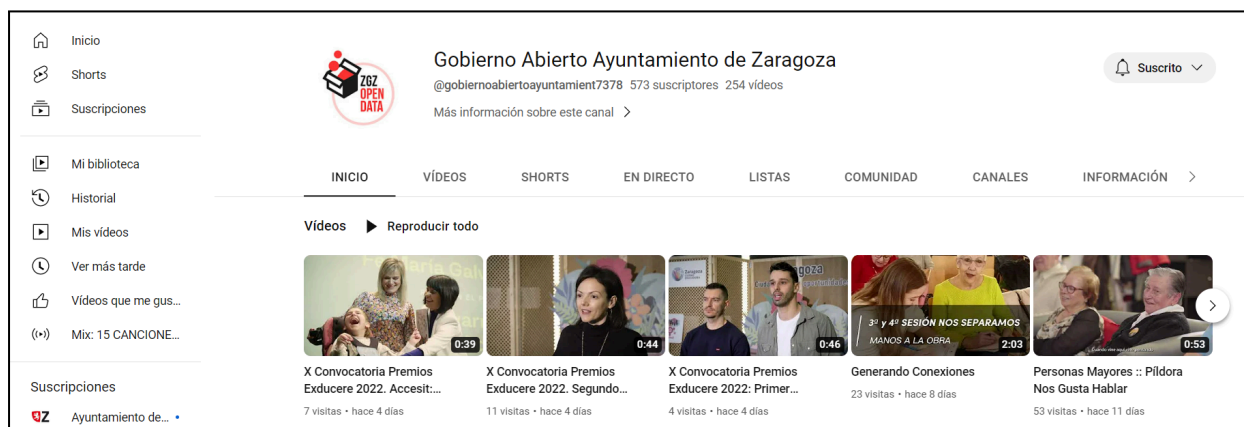 Inicio
Shorts
Suscripciones
Mi biblioteca
Historial
Mis vídeos
Ver más tarde
Vídeos que me gus...
Mix: 15 CANCIONE...
Suscripciones
Ayuntamiento de...
ZGZ
OPEN
DATA
Gobierno Abierto Ayuntamiento de Zaragoza
@gobiernoabiertoayuntamient7378 573 suscriptores 254 vídeos
Más información sobre este canal
Suscrito
INICIO VÍDEOS SHORTS EN DIRECTO LISTAS COMUNIDAD CANALES INFORMACIÓN
Vídeos Reproducir todo
0:39
X Convocatoria Premios
Exducere 2022. Accesit:...
7 visitas • hace 4 días
0:44
X Convocatoria Premios
Exducere 2022. Segundo...
11 visitas • hace 4 días
Zaragoza
0:46
X Convocatoria Premios
Exducere 2022: Primer...
4 visitas • hace 4 días
3ª y 4ª SESIÓN NOS SEPARAMOS
MANOS A LA OBRA
2:03
Generando Conexiones
23 visitas • hace 8 días
0:53
Personas Mayores :: Píldora
Nos Gusta Hablar
53 visitas • hace 11 días